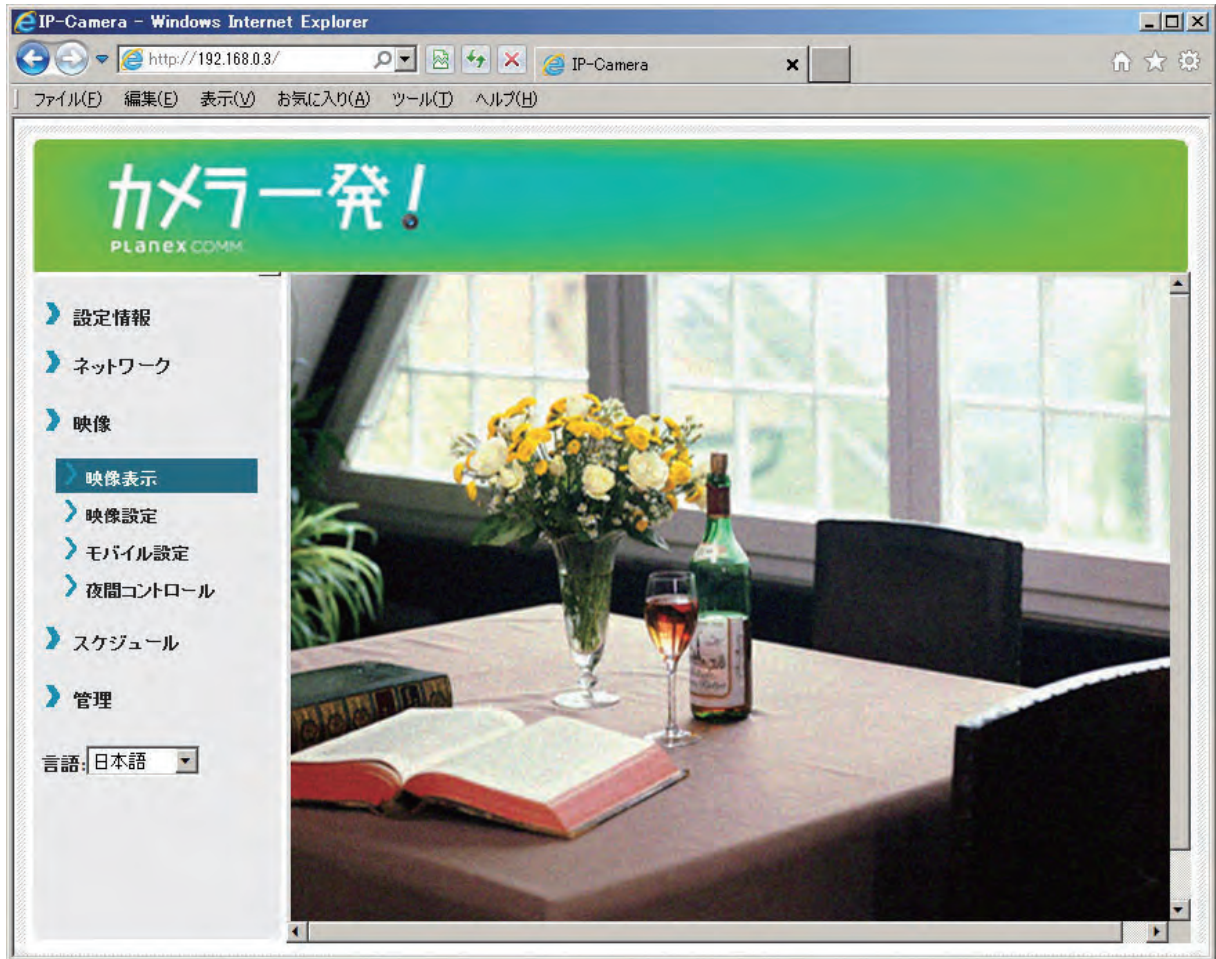 IP-Camera - Windows Internet Explorer
http://192.168.0.3/
IP-Camera
ファイル(F) 編集(E) 表示(V) お気に入り(A) ツール(T) ヘルプ(H)
カメラ一発!
PLANEX COMM
設定情報
ネットワーク
映像
映像表示
映像設定
モバイル設定
夜間コントロール
スケジュール
管理
言語:日本語